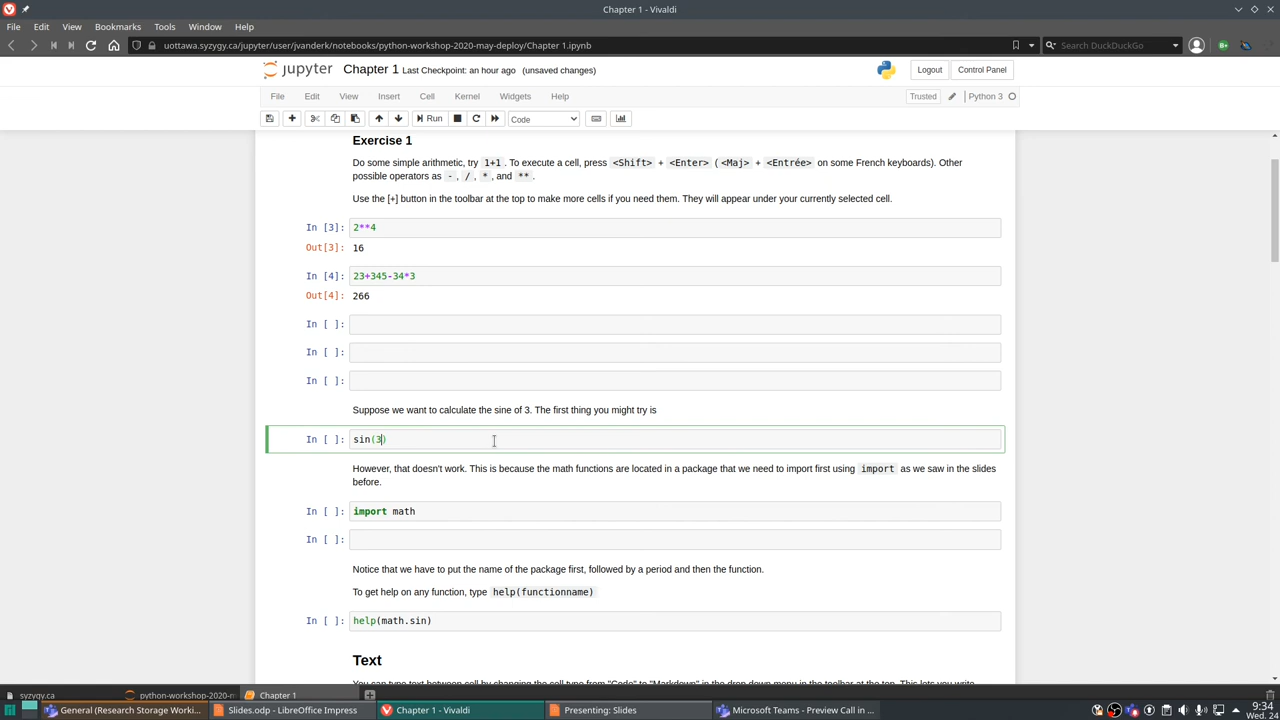 Chapter 1 - Vivaldi
File Edit View Bookmarks Tools Window Help
uottawa.syzygy.ca/jupyter/user/jvanderk/notebooks/python-workshop-2020-may-deploy/Chapter 1.ipynb
Search DuckDuckGo
jupyter Chapter 1 Last Checkpoint: an hour ago (unsaved changes)
Logout Control Panel
File Edit View Insert Cell Kernel Widgets Help
Trusted Python 3
Run Code
Exercise 1
Do some simple arithmetic, try 1+1 . To execute a cell, press <Shift> + <Enter> ( <Maj> + <Entrée> on some French keyboards). Other
possible operators as - , / , * , and ** .
Use the [+] button in the toolbar at the top to make more cells if you need them. They will appear under your currently selected cell.
In [3]: 2**4
Out[3]: 16
In [4]: 23+345-34*3
Out[4]: 266
In [ ]:
In [ ]:
In [ ]:
Suppose we want to calculate the sine of 3. The first thing you might try is
In [ ]: sin(3)
However, that doesn't work. This is because the math functions are located in a package that we need to import first using import as we saw in the slides
before.
In [ ]: import math
In [ ]:
Notice that we have to put the name of the package first, followed by a period and then the function.
To get help on any function, type help(functionname)
In [ ]: help(math.sin)
Text
syzygy.ca python-workshop-2020-m Chapter 1
General (Research Storage Worki... Slides.odp - LibreOffice Impress Chapter 1 - Vivaldi Presenting: Slides Microsoft Teams - Preview Call in ...
9:34
Wed. 24